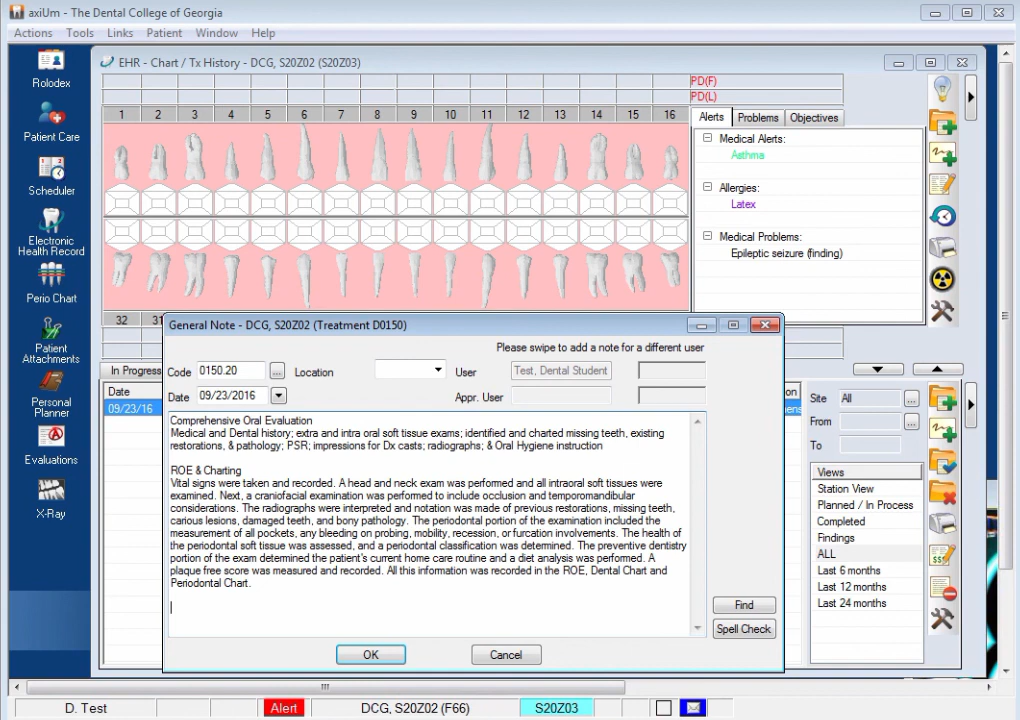 axiUm - The Dental College of Georgia
Actions Tools Links Patient Window Help
Rolodex
Patient Care
Scheduler
Electronic
Health Record
Perio Chart
Patient
Attachments
Personal
Planner
Evaluations
X-Ray
EHR - Chart / Tx History - DCG, S20Z02 (S20Z03)
PD(F)
PD(L)
1 2 3 4 5 6 7 8 9 10 11 12 13 14 15 16
Alerts Problems Objectives
Medical Alerts:
Asthma
Allergies:
Latex
Medical Problems:
Epileptic seizure (finding)
32
In Progress
Date
09/23/16
General Note - DCG, S20Z02 (Treatment D0150)
Please swipe to add a note for a different user
Code 0150.20 ... Location User Test, Dental Student
Date 09/23/2016 Appr. User
Comprehensive Oral Evaluation
Medical and Dental history; extra and intra oral soft tissue exams; identified and charted missing teeth, existing
restorations, & pathology; PSR; impressions for Dx casts; radiographs; & Oral Hygiene instruction
ROE & Charting
Vital signs were taken and recorded. A head and neck exam was performed and all intraoral soft tissues were
examined. Next, a craniofacial examination was performed to include occlusion and temporomandibular
considerations. The radiographs were interpreted and notation was made of previous restorations, missing teeth,
carious lesions, damaged teeth, and bony pathology. The periodontal portion of the examination included the
measurement of all pockets, any bleeding on probing, mobility, recession, or furcation involvements. The health of
the periodontal soft tissue was assessed, and a periodontal classification was determined. The preventive dentistry
portion of the exam determined the patient's current home care routine and a diet analysis was performed. A
plaque free score was measured and recorded. All this information was recorded in the ROE, Dental Chart and
Periodontal Chart.
Find
Spell Check
OK Cancel
Site All ...
From ...
To
Views
Station View
Planned / In Process
Completed
Findings
ALL
Last 6 months
Last 12 months
Last 24 months
D. Test Alert DCG, S20Z02 (F66) S20Z03